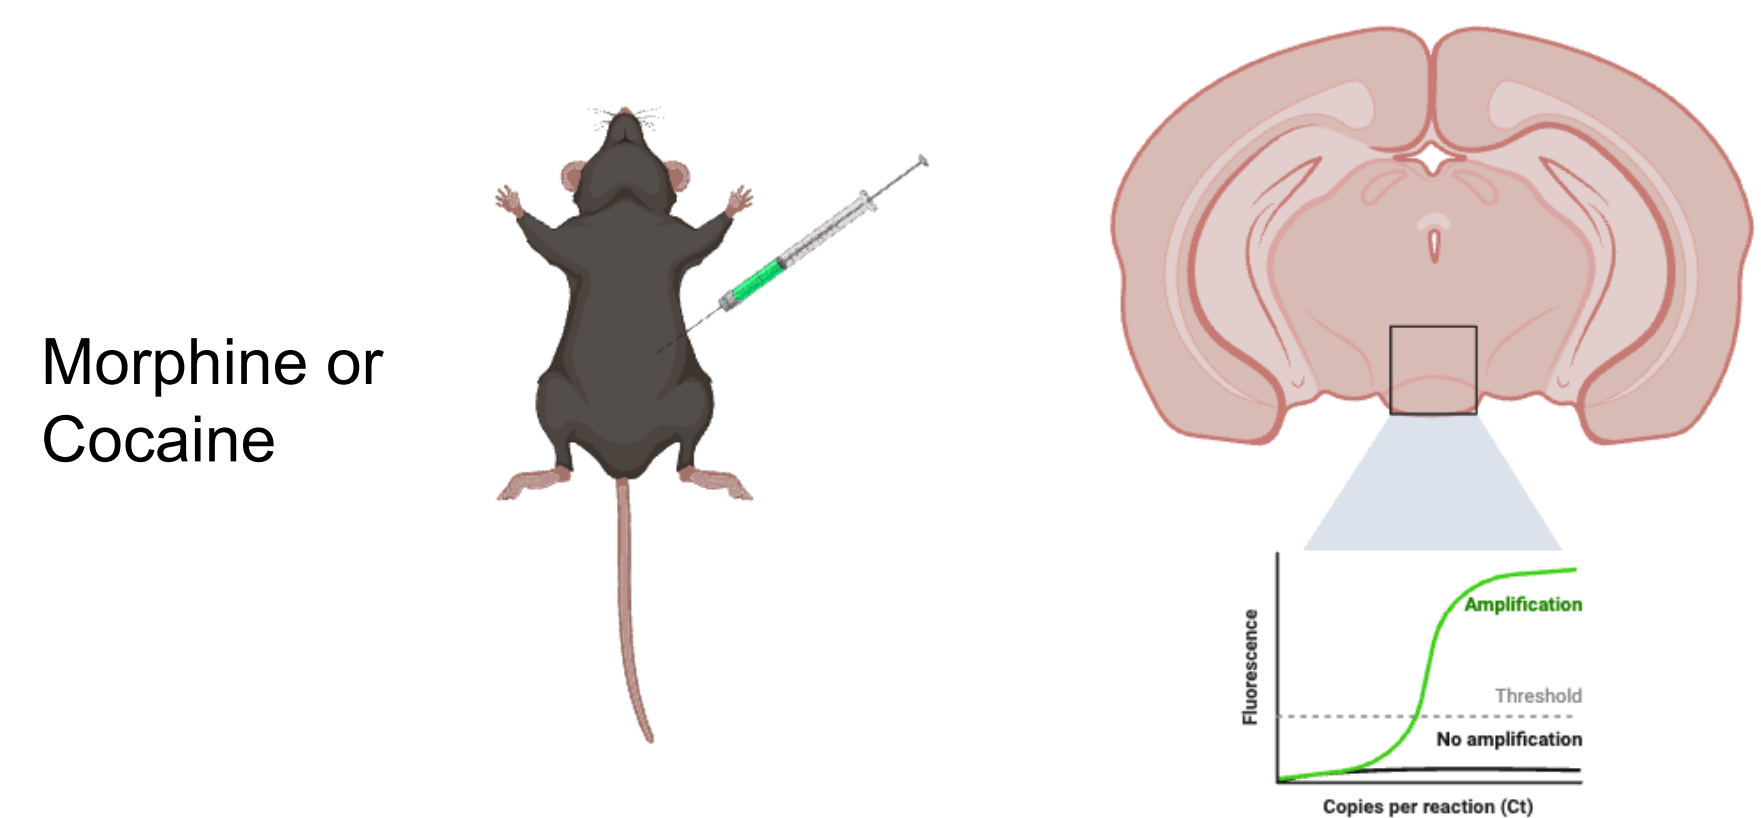 Morphine or
Cocaine
Fluorescence
Amplification
Threshold
No amplification
Copies per reaction (Ct)